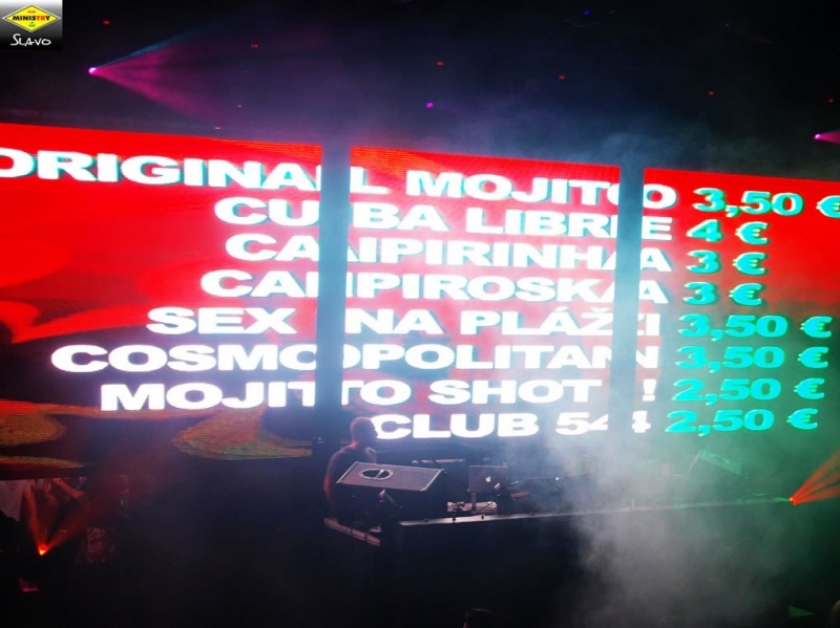 MINISTRY
SLAVO
ORIGINAL MOJITO 3,50 €
CUBA LIBRE 4 €
CAIPIRINHA 3 €
CAIPIROSKA 3 €
SEX NA PLÁŽI 3,50 €
COSMOPOLITAN 3,50 €
MOJITO SHOT ! 2,50 €
CLUB 544 2,50 €